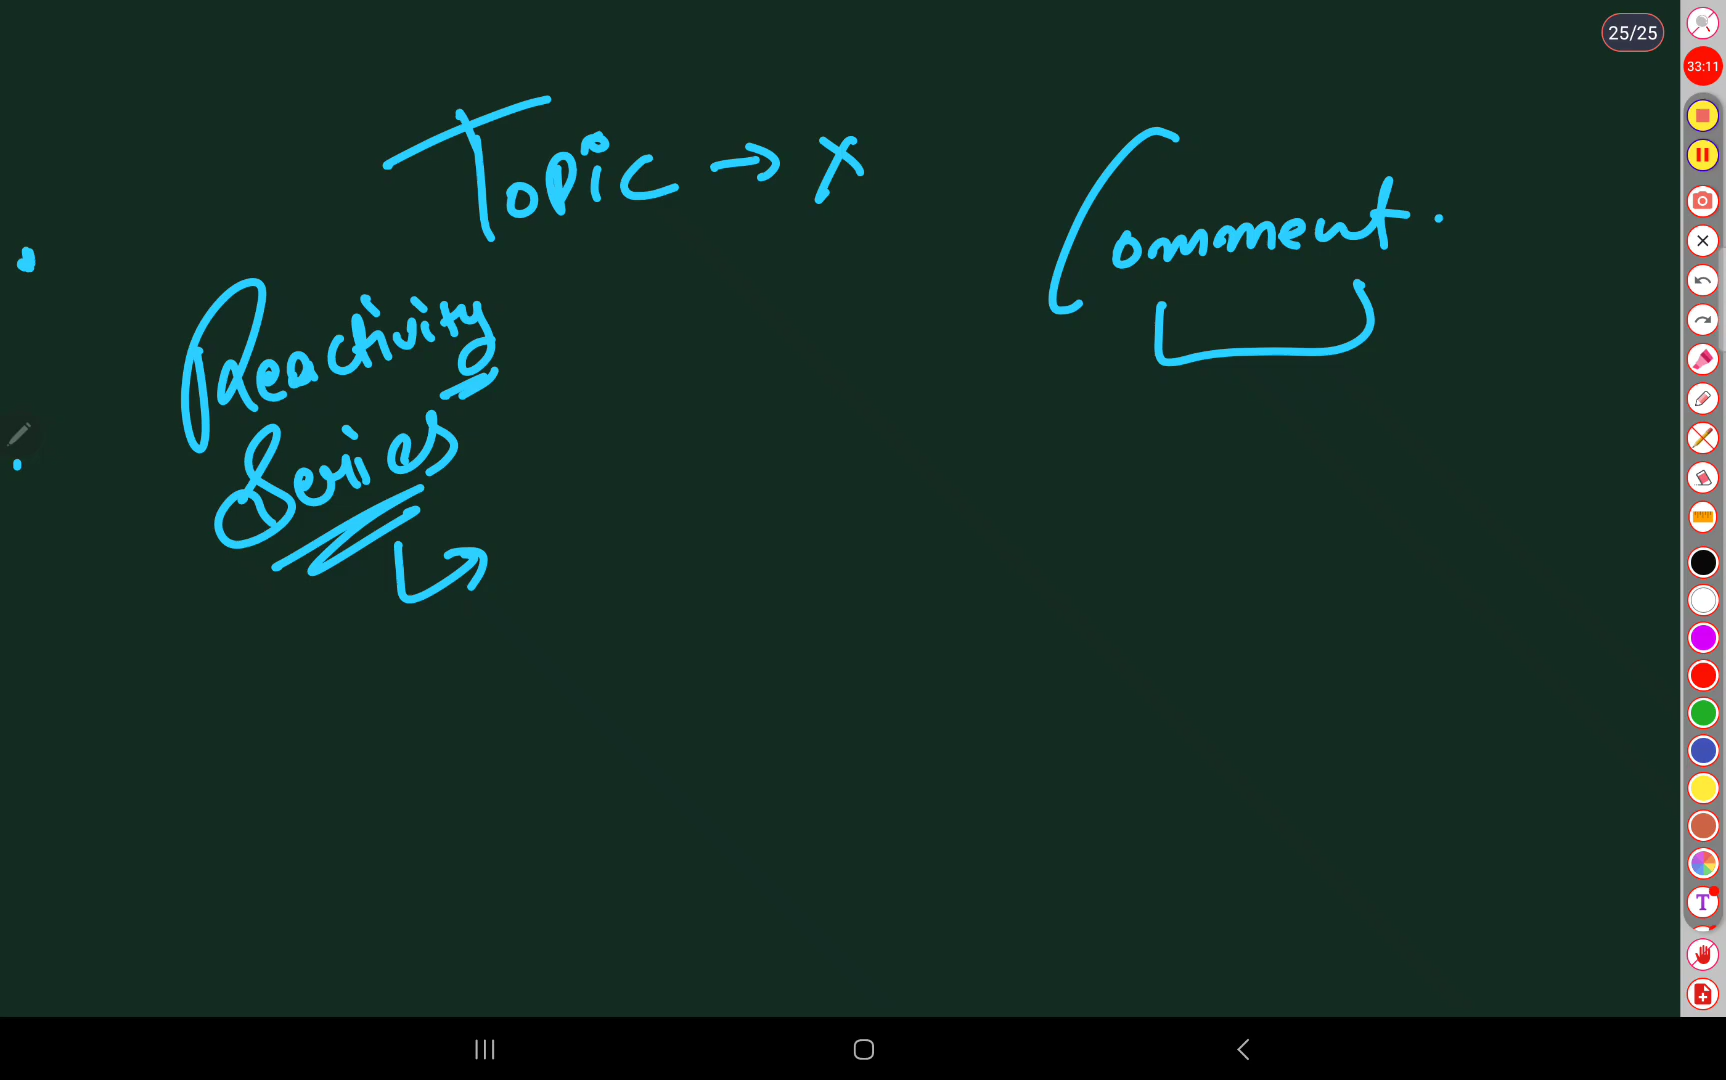 25/25
33:11
Topic → x
Comment.
Reactivity
Series
T